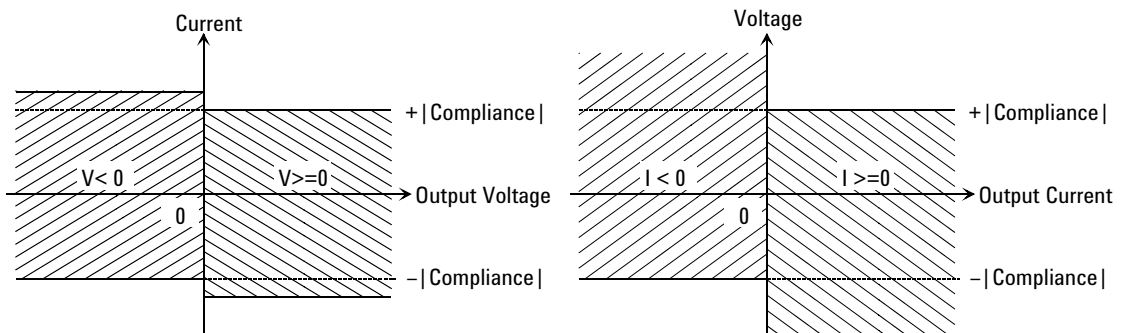 Current
+|Compliance|
V< 0
V>=0
Output Voltage
0
−|Compliance|
Voltage
+|Compliance|
I < 0
I >=0
Output Current
0
−|Compliance|